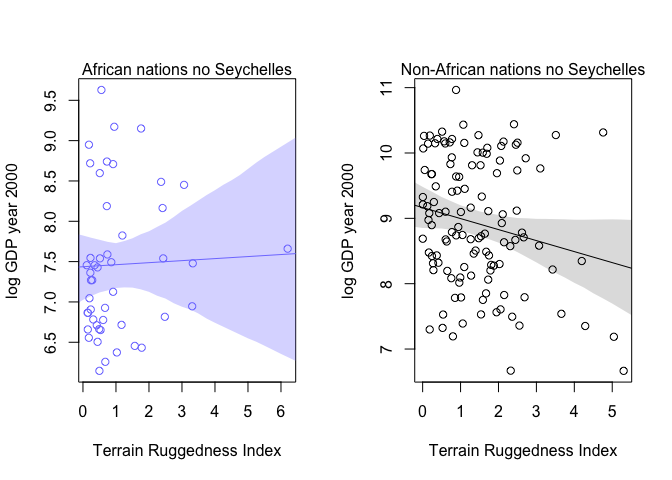 African nations no Seychelles
log GDP year 2000
9.5
9.0
8.5
8.0
7.5
7.0
6.5
0 1 2 3 4 5 6
Terrain Ruggedness Index
Non-African nations no Seychelles
log GDP year 2000
11
10
9
8
7
0 1 2 3 4 5
Terrain Ruggedness Index